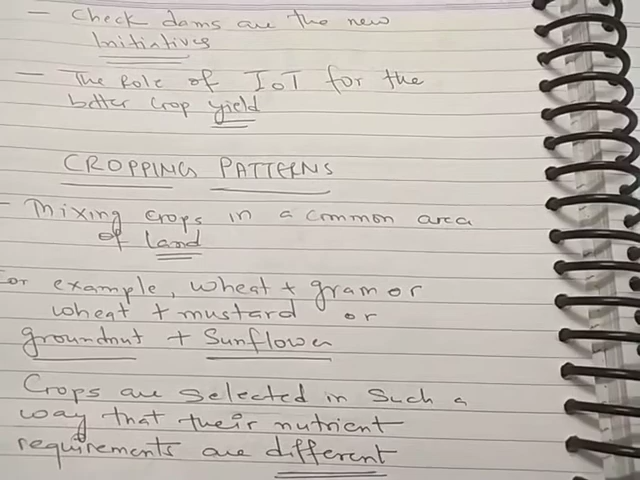 - Check dams are the new
Initiatives
- The Role of IoT for the
better crop yield
CROPPING PATTERNS
- Mixing crops in a common area
of land
For example, wheat + gram or
wheat + mustard or
groundnut + Sunflower
Crops are selected in such a
way that their nutrient
requirements are different